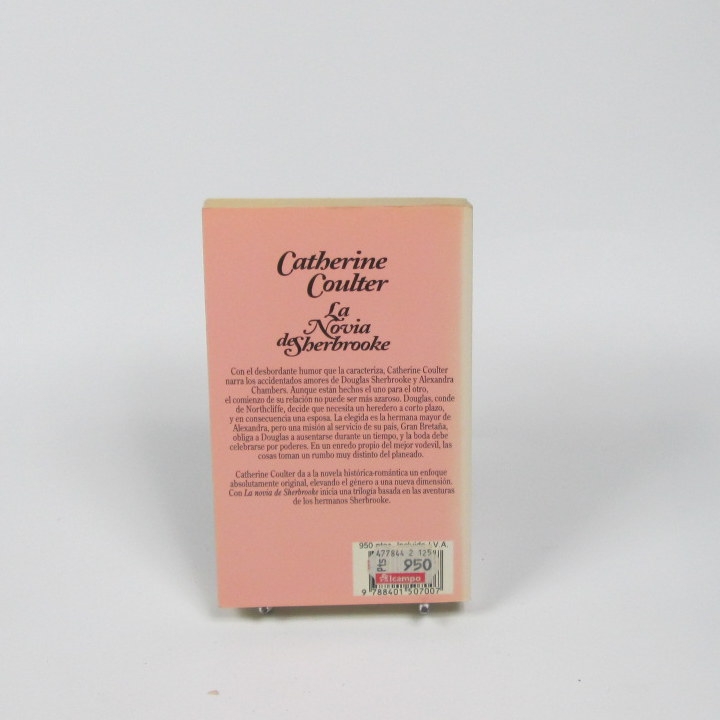 Catherine
Coulter
La
Novia
de Sherbrooke
Con el desbordante humor que la caracteriza, Catherine Coulter
narra los accidentados amores de Douglas Sherbrooke y Alexandra
Chambers. Aunque están hechos el uno para el otro,
el comienzo de su relación no puede ser más azaroso. Douglas, conde
de Northcliffe, decide que necesita un heredero a corto plazo,
y en consecuencia una esposa. La elegida es la hermana mayor de
Alexandra, pero una misión al servicio de su país, Gran Bretaña,
obliga a Douglas a ausentarse durante un tiempo, y la boda debe
celebrarse por poderes. En un enredo propio del mejor vodevil, las
cosas toman un rumbo muy distinto del planeado.
Catherine Coulter da a la novela histórica-romántica un enfoque
absolutamente original, elevando el género a una nueva dimensión.
Con La novia de Sherbrooke inicia una trilogía basada en las aventuras
de los hermanos Sherbrooke.
950 I.V.A.
477844 2 125
Pts 950
Alcampo
9 788401 507007